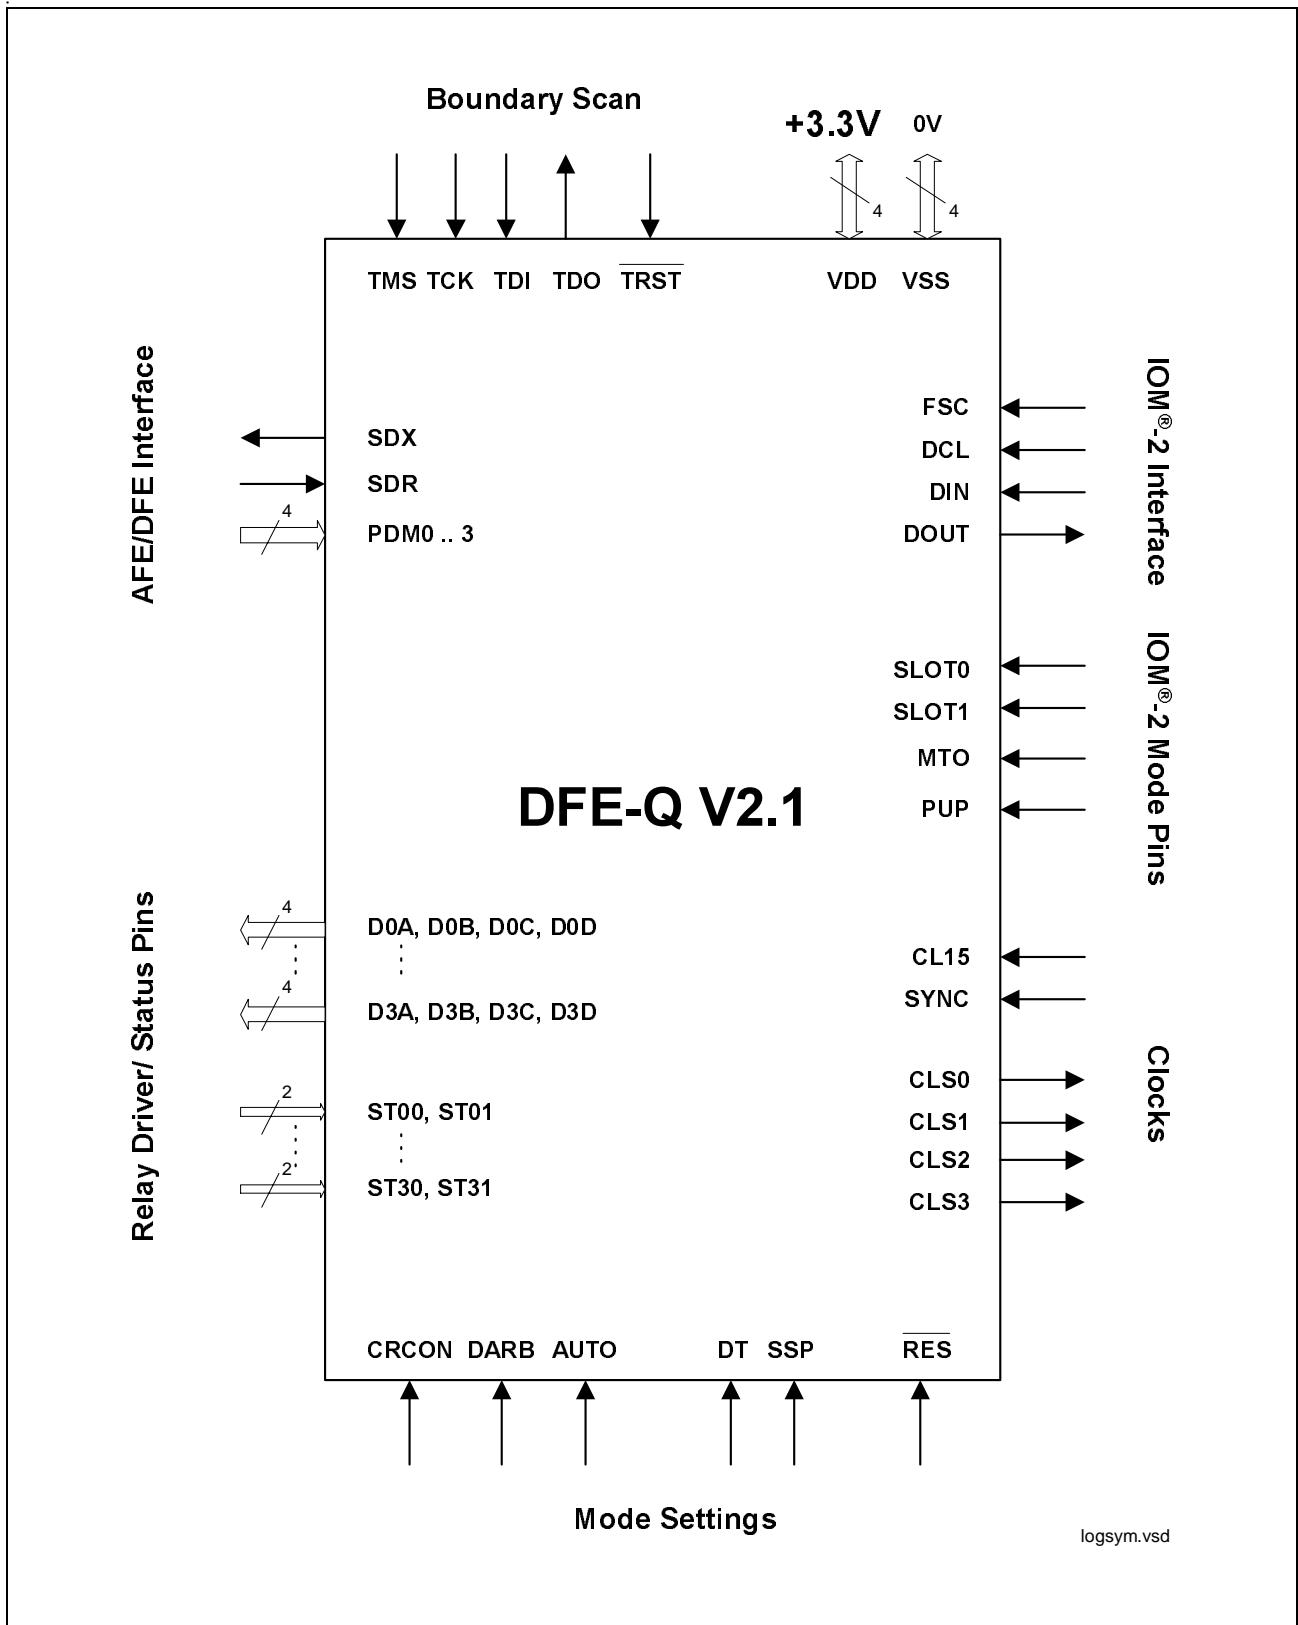 Boundary Scan
+3.3V 0V
4 4
TMS TCK TDI TDO TRST VDD VSS
AFE/DFE Interface
SDX
SDR
4
PDM0 .. 3
IOM®-2 Interface
FSC
DCL
DIN
DOUT
IOM®-2 Mode Pins
SLOT0
SLOT1
MTO
PUP
DFE-Q V2.1
Relay Driver/ Status Pins
4
D0A, D0B, D0C, D0D
4
D3A, D3B, D3C, D3D
2
ST00, ST01
2
ST30, ST31
CL15
SYNC
Clocks
CLS0
CLS1
CLS2
CLS3
CRCON DARB AUTO DT SSP RES
Mode Settings
logsym.vsd